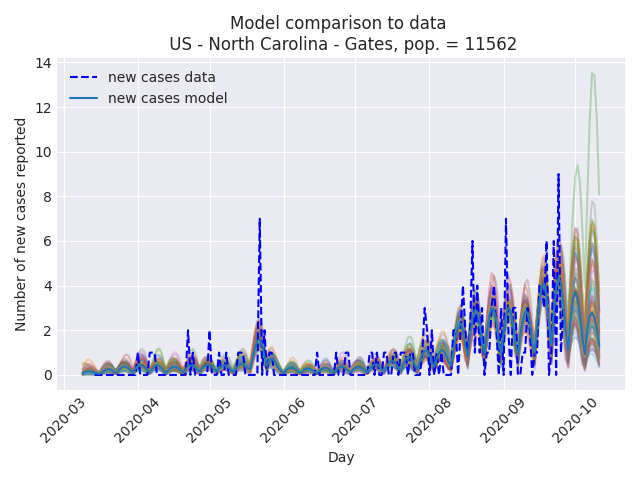 Model comparison to data
US - North Carolina - Gates, pop. = 11562
new cases data
new cases model
Number of new cases reported
14
12
10
8
6
4
2
0
2020-03
2020-04
2020-05
2020-06
2020-07
2020-08
2020-09
2020-10
Day